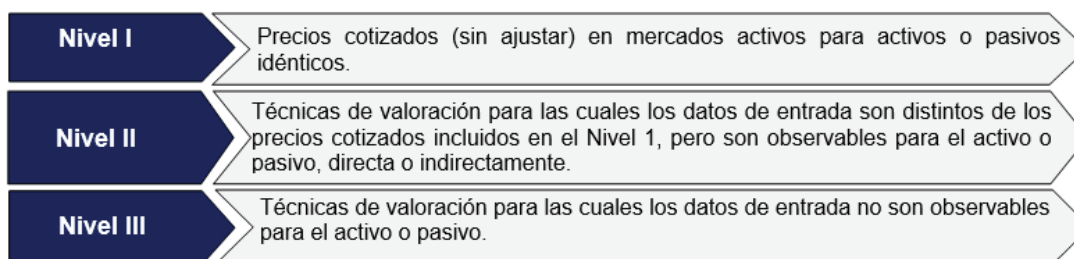 Nivel I
Precios cotizados (sin ajustar) en mercados activos para activos o pasivos
idénticos.
Nivel II
Técnicas de valoración para las cuales los datos de entrada son distintos de los
precios cotizados incluidos en el Nivel 1, pero son observables para el activo o
pasivo, directa o indirectamente.
Nivel III
Técnicas de valoración para las cuales los datos de entrada no son observables
para el activo o pasivo.